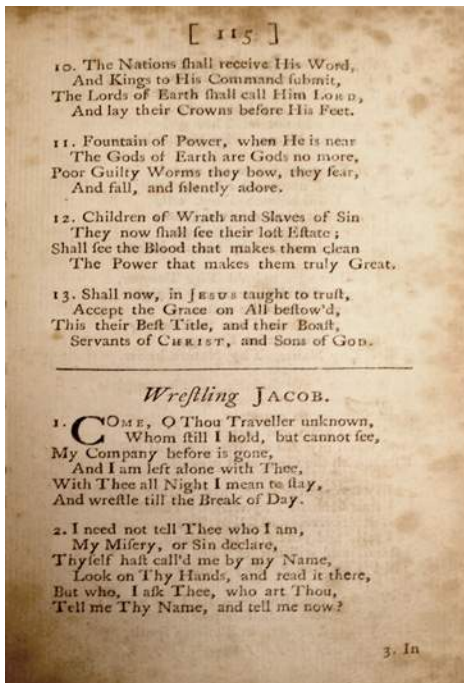 [ 115 ]
10. The Nations ſhall receive His Word,
And Kings to His Command ſubmit,
The Lords of Earth ſhall call Him LORD,
And lay their Crowns before His Feet.
11. Fountain of Power, when He is near
The Gods of Earth are Gods no more,
Poor Guilty Worms they bow, they fear,
And fall, and ſilently adore.
12. Children of Wrath and Slaves of Sin
They now ſhall ſee their loſt Eſtate;
Shall ſee the Blood that makes them clean
The Power that makes them truly Great.
13. Shall now, in JESUS taught to truſt,
Accept the Grace on All beſtow'd,
This their Beſt Title, and their Boaſt,
Servants of CHRIST, and Sons of GOD.
Wreſtling JACOB.
1. COME, O Thou Traveller unknown,
Whom ſtill I hold, but cannot ſee,
My Company before is gone,
And I am left alone with Thee,
With Thee all Night I mean to ſtay,
And wreſtle till the Break of Day.
2. I need not tell Thee who I am,
My Miſery, or Sin declare,
Thyſelf haſt call'd me by my Name,
Look on Thy Hands, and read it there,
But who, I aſk Thee, who art Thou,
Tell me Thy Name, and tell me now?
3. In